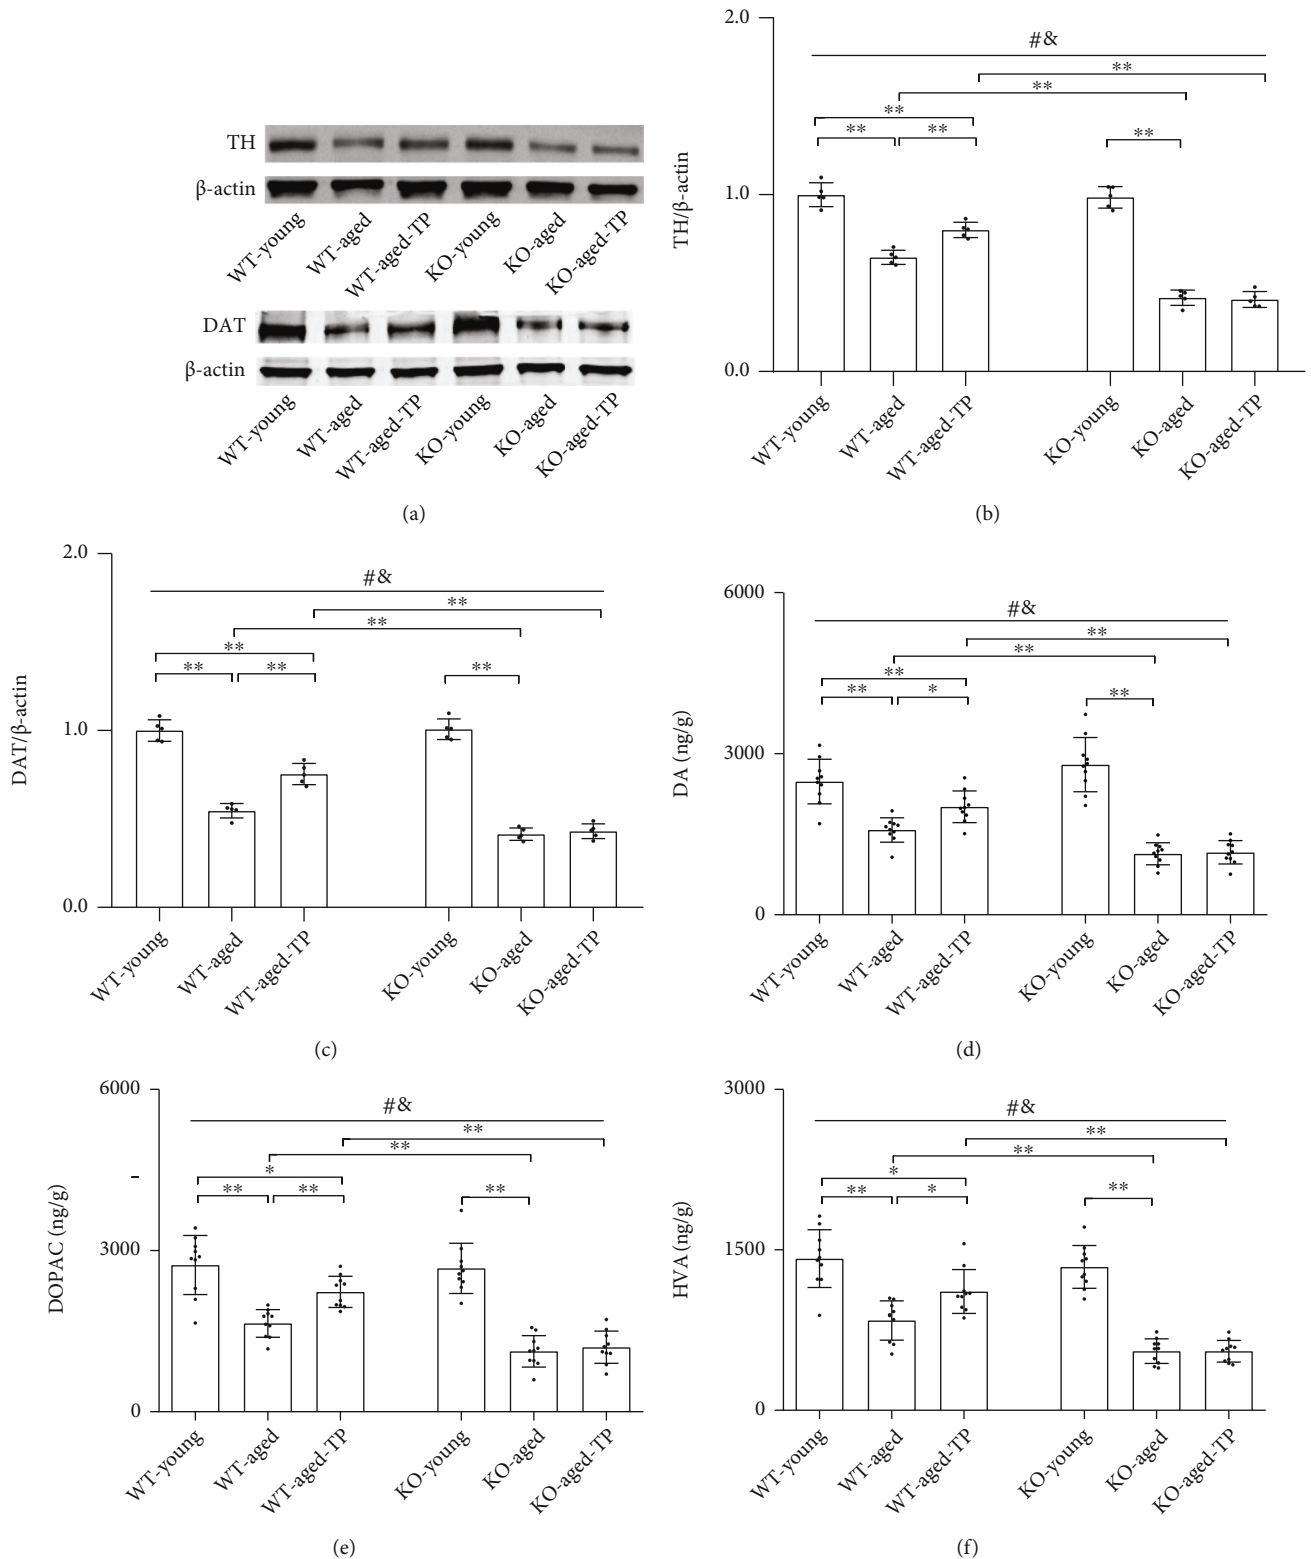 TH
β-actin
WT-young
WT-aged
WT-aged-TP
KO-young
KO-aged
KO-aged-TP
DAT
β-actin
WT-young
WT-aged
WT-aged-TP
KO-young
KO-aged
KO-aged-TP
(a)
TH/β-actin
2.0
1.0
0.0
#&
**
**
**
** **
**
WT-young
WT-aged
WT-aged-TP
KO-young
KO-aged
KO-aged-TP
(b)
DAT/β-actin
2.0
1.0
0.0
#&
**
**
**
** **
**
WT-young
WT-aged
WT-aged-TP
KO-young
KO-aged
KO-aged-TP
(c)
DA (ng/g)
6000
3000
0
#&
**
**
**
** *
**
WT-young
WT-aged
WT-aged-TP
KO-young
KO-aged
KO-aged-TP
(d)
DOPAC (ng/g)
6000
3000
0
#&
**
**
*
** **
**
WT-young
WT-aged
WT-aged-TP
KO-young
KO-aged
KO-aged-TP
(e)
HVA (ng/g)
3000
1500
0
#&
**
**
*
** *
**
WT-young
WT-aged
WT-aged-TP
KO-young
KO-aged
KO-aged-TP
(f)